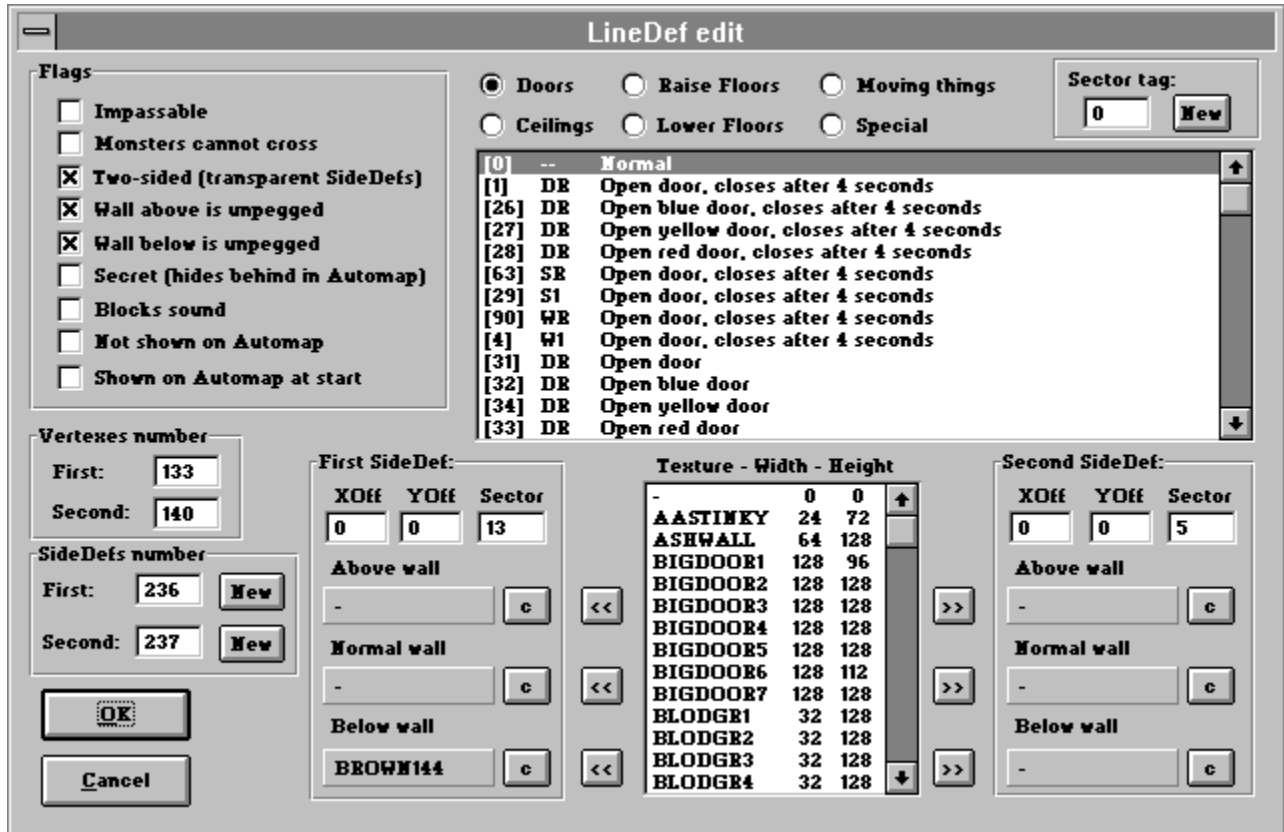 LineDef edit
Flags
Impassable
Monsters cannot cross
Two-sided (transparent SideDefs)
Wall above is unpegged
Wall below is unpegged
Secret (hides behind in Automap)
Blocks sound
Not shown on Automap
Shown on Automap at start
Doors Raise Floors Moving things
Ceilings Lower Floors Special
Sector tag:
0 New
[0] -- Normal
[1] DR Open door, closes after 4 seconds
[26] DR Open blue door, closes after 4 seconds
[27] DR Open yellow door, closes after 4 seconds
[28] DR Open red door, closes after 4 seconds
[63] SR Open door, closes after 4 seconds
[29] S1 Open door, closes after 4 seconds
[90] WR Open door, closes after 4 seconds
[4] W1 Open door, closes after 4 seconds
[31] DR Open door
[32] DR Open blue door
[34] DR Open yellow door
[33] DR Open red door
Vertexes number
First: 133
Second: 140
SideDefs number
First: 236 New
Second: 237 New
OK
Cancel
First SideDef:
XOff YOff Sector
0 0 13
Above wall
- c <<
Normal wall
- c <<
Below wall
BROWN144 c <<
Texture - Width - Height
- 0 0
AASTINKY 24 72
ASHWALL 64 128
BIGDOOR1 128 96
BIGDOOR2 128 128
BIGDOOR3 128 128
BIGDOOR4 128 128
BIGDOOR5 128 128
BIGDOOR6 128 112
BIGDOOR7 128 128
BLODGR1 32 128
BLODGR2 32 128
BLODGR3 32 128
BLODGR4 32 128
Second SideDef:
XOff YOff Sector
0 0 5
Above wall
>> - c
Normal wall
>> - c
Below wall
>> - c